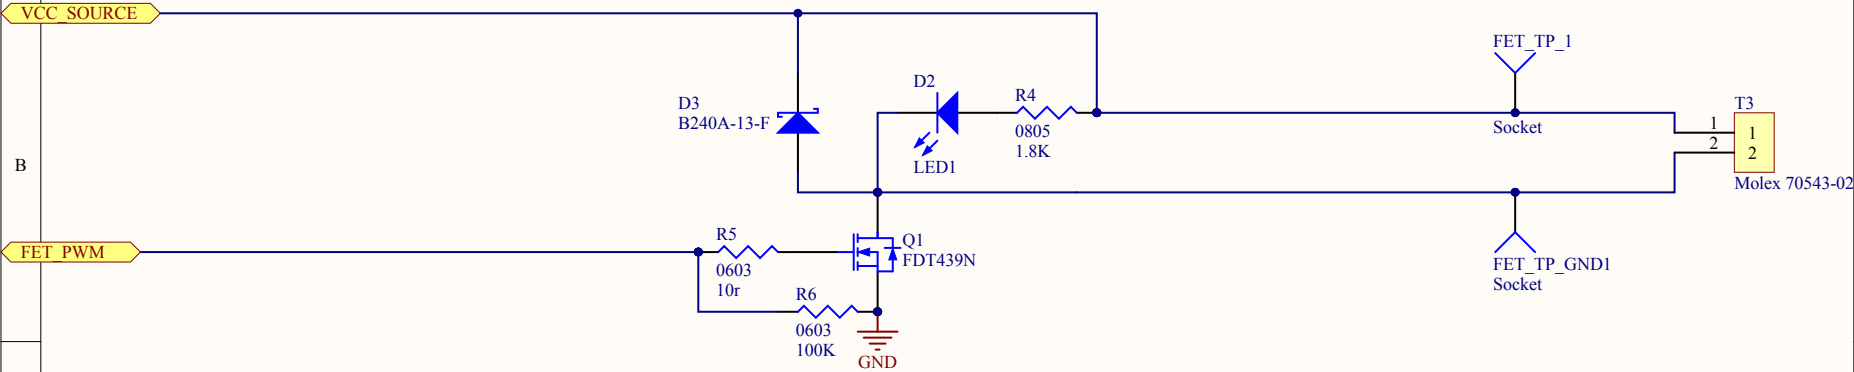 VCC_SOURCE
FET_TP_1
D2
D3
B240A-13-F
R4
0805
1.8K
LED1
Socket
T3
1
2
1
2
Molex 70543-02
B
FET_PWM
R5
0603
10r
Q1
FDT439N
R6
0603
100K
GND
FET_TP_GND1
Socket